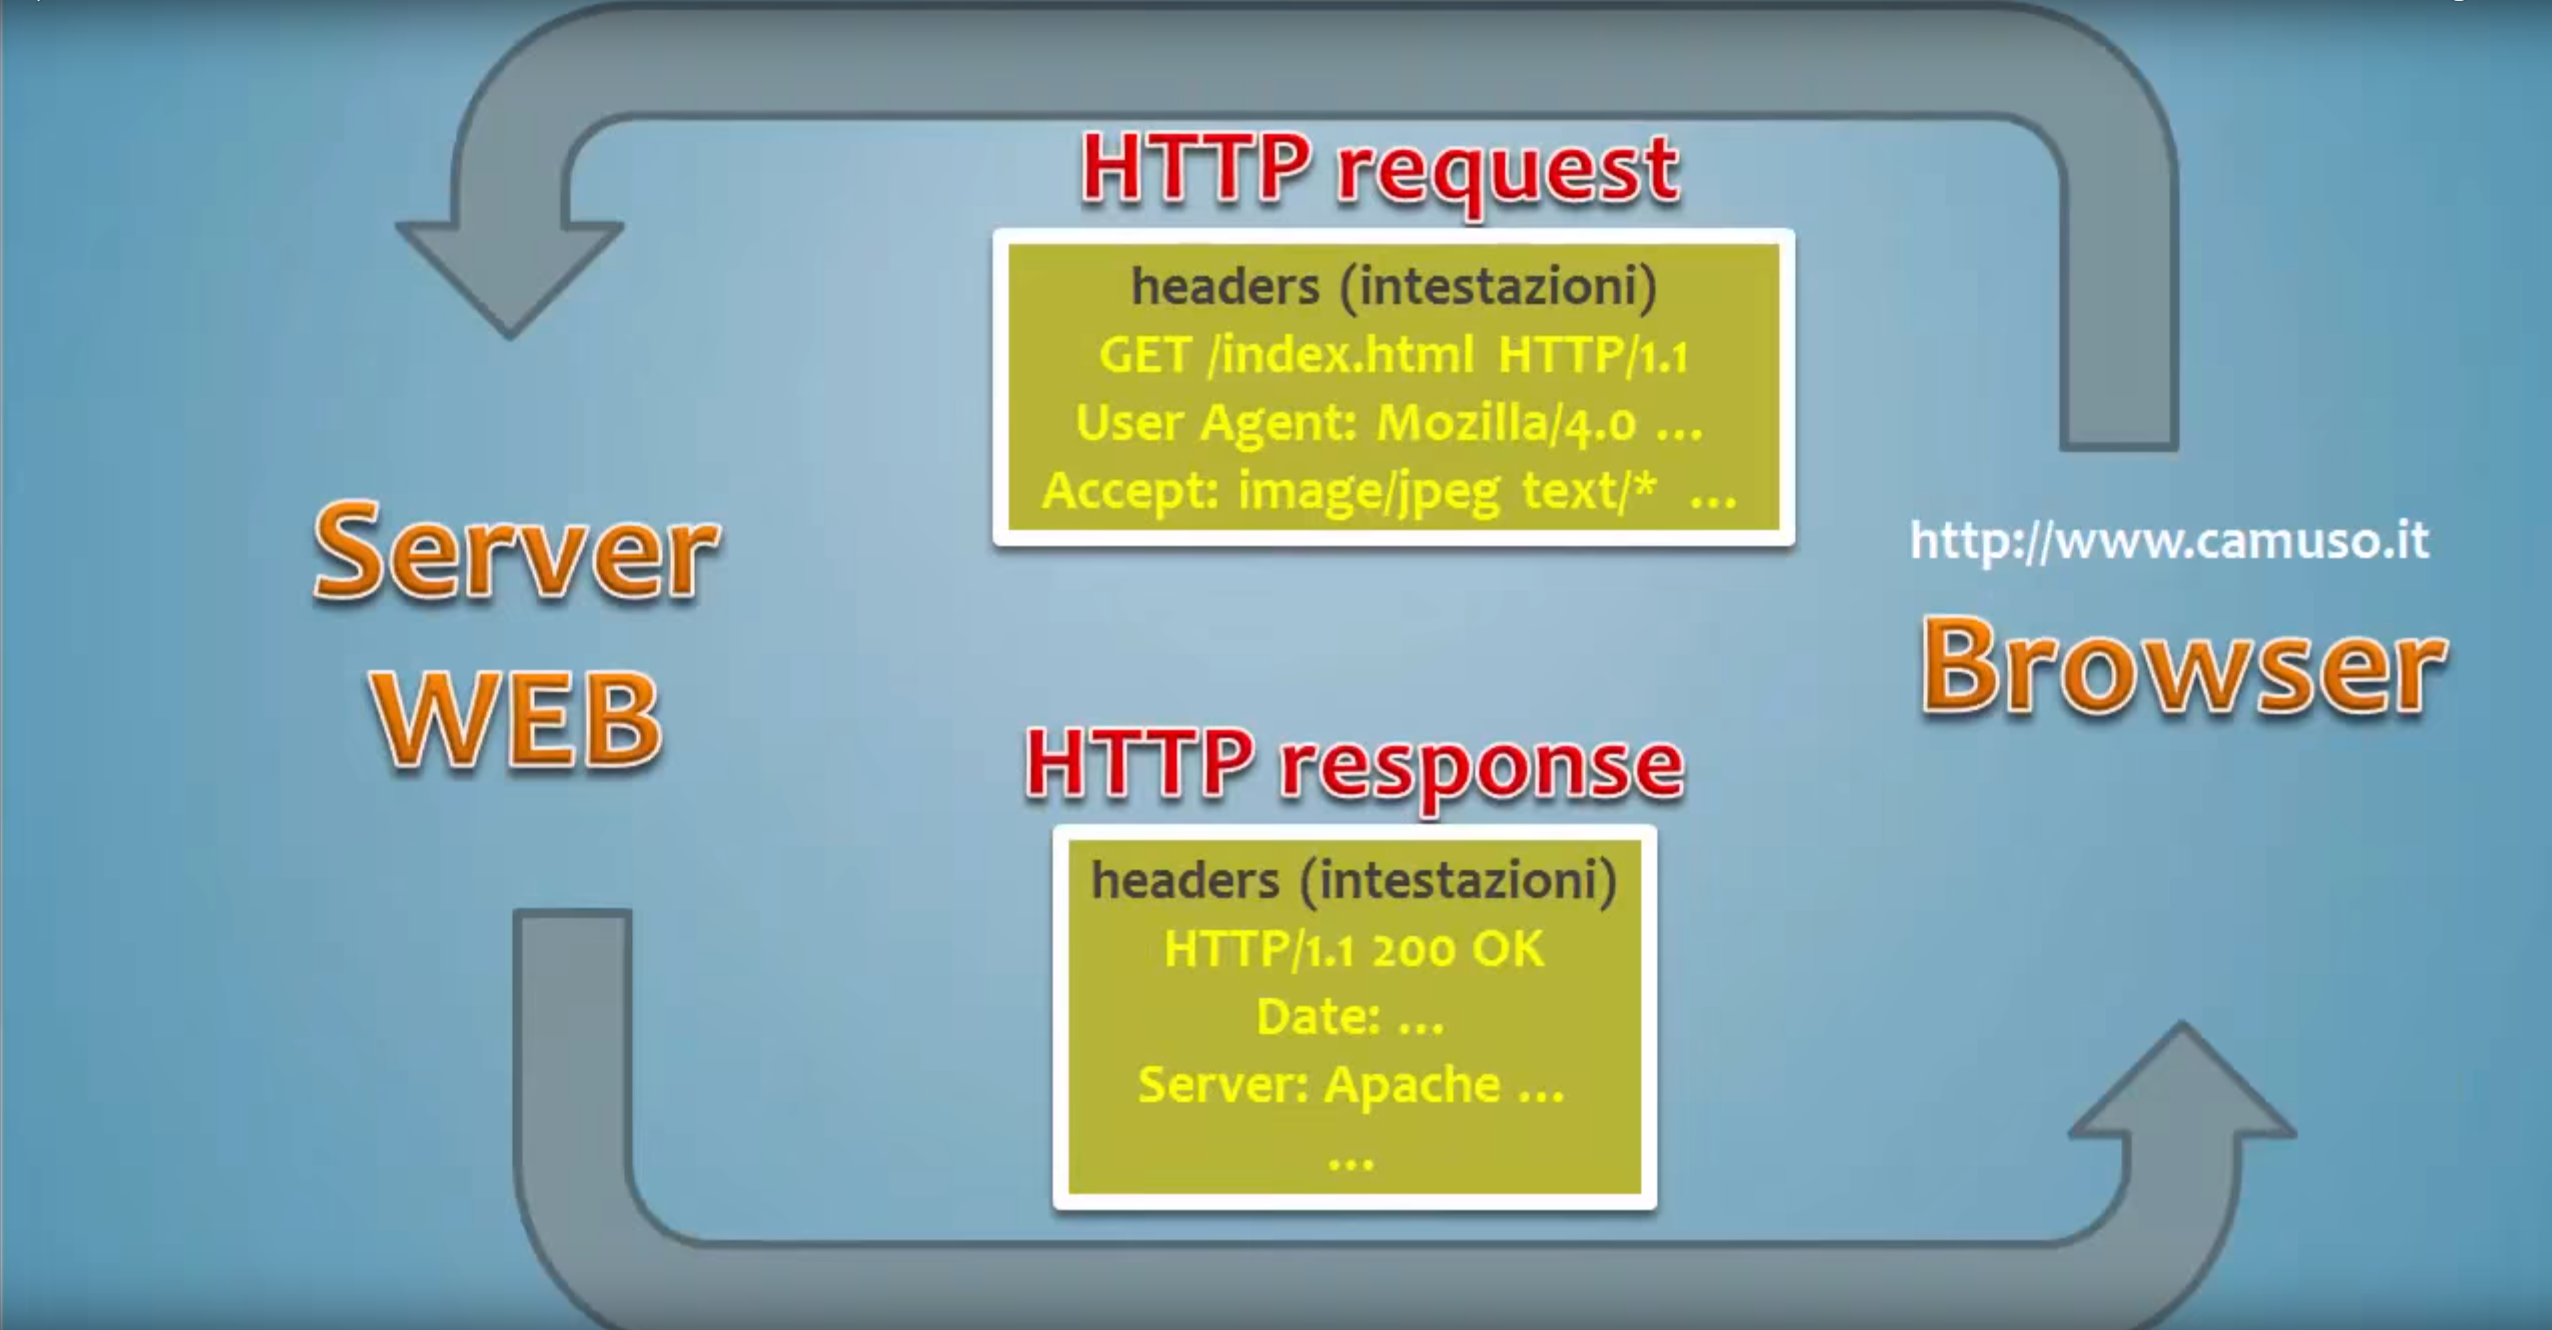 HTTP request
headers (intestazioni)
GET /index.html HTTP/1.1
User Agent: Mozilla/4.0 ...
Accept: image/jpeg text/* ...
Server
WEB
http://www.camuso.it
Browser
HTTP response
headers (intestazioni)
HTTP/1.1 200 OK
Date: ...
Server: Apache ...
...